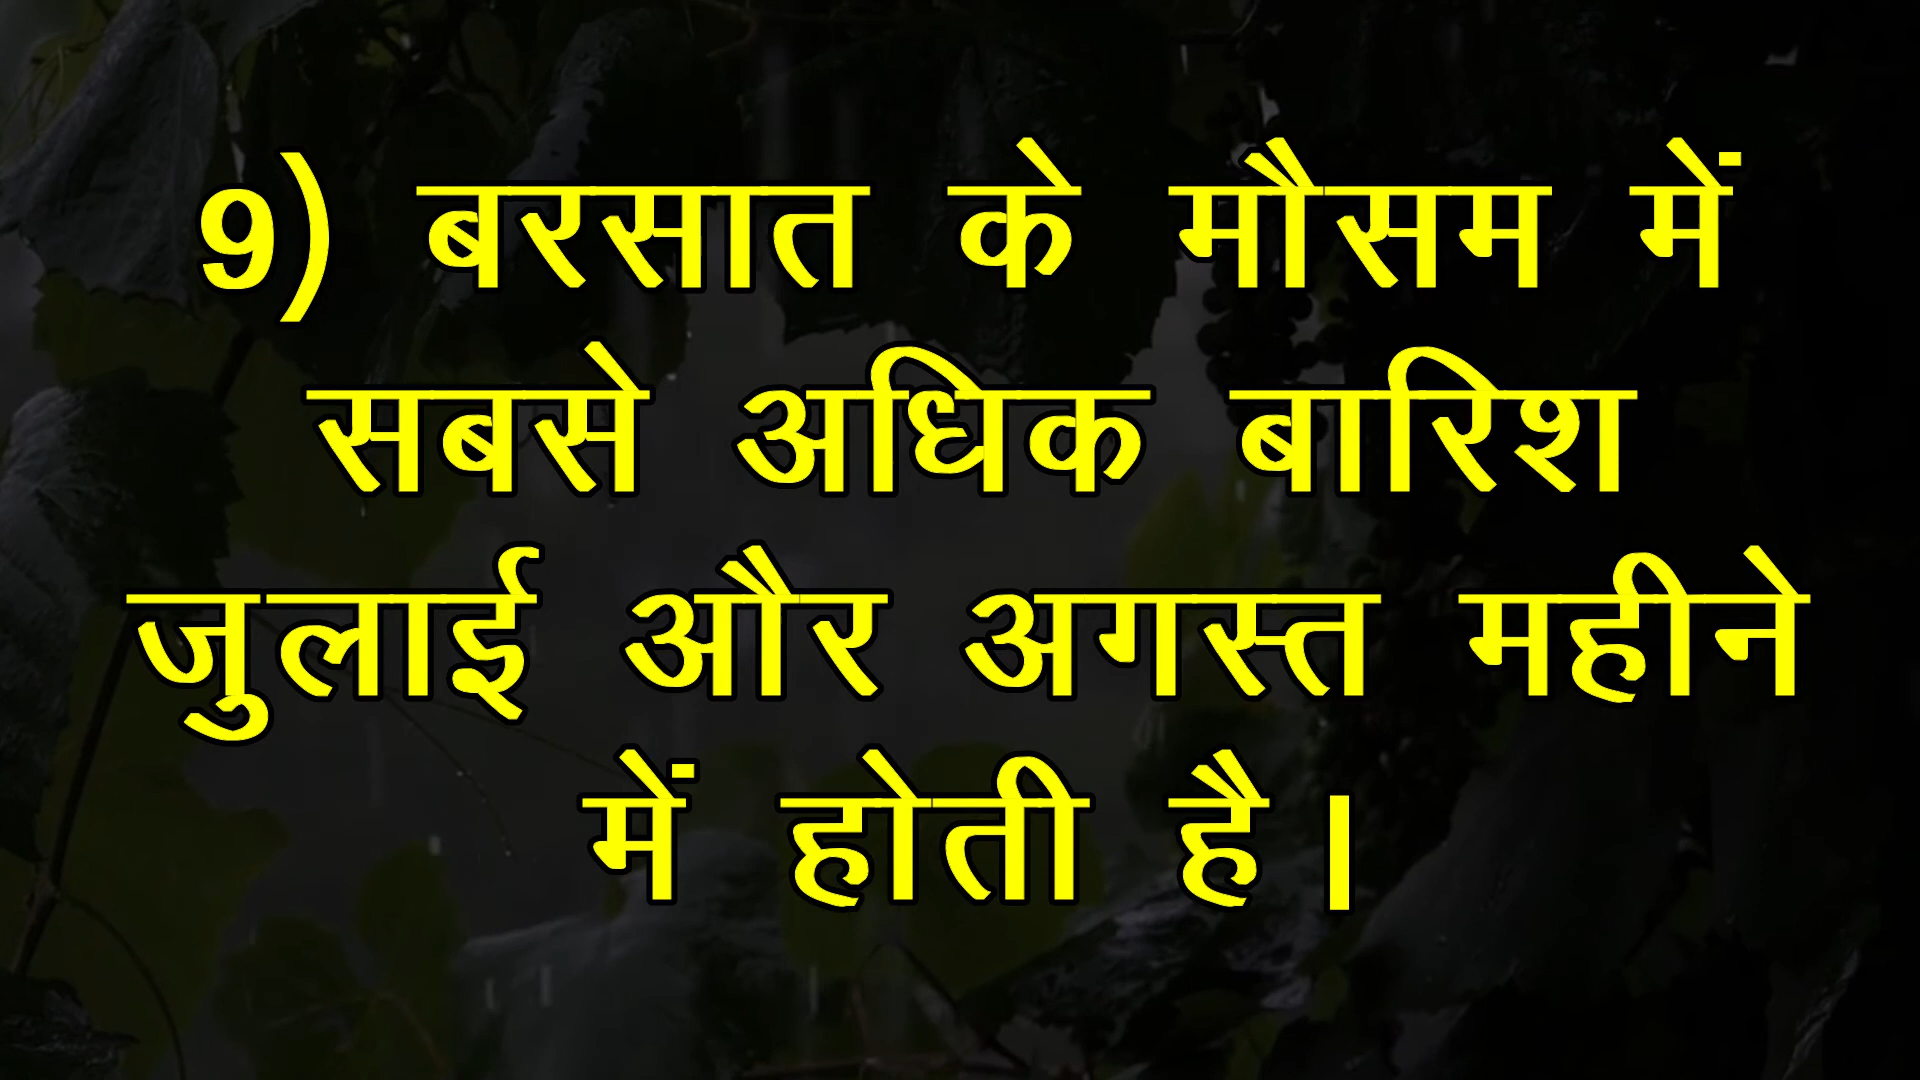 9) बरसात के मौसम में
सबसे अधिक बारिश
जुलाई और अगस्त महीने
में होती है।